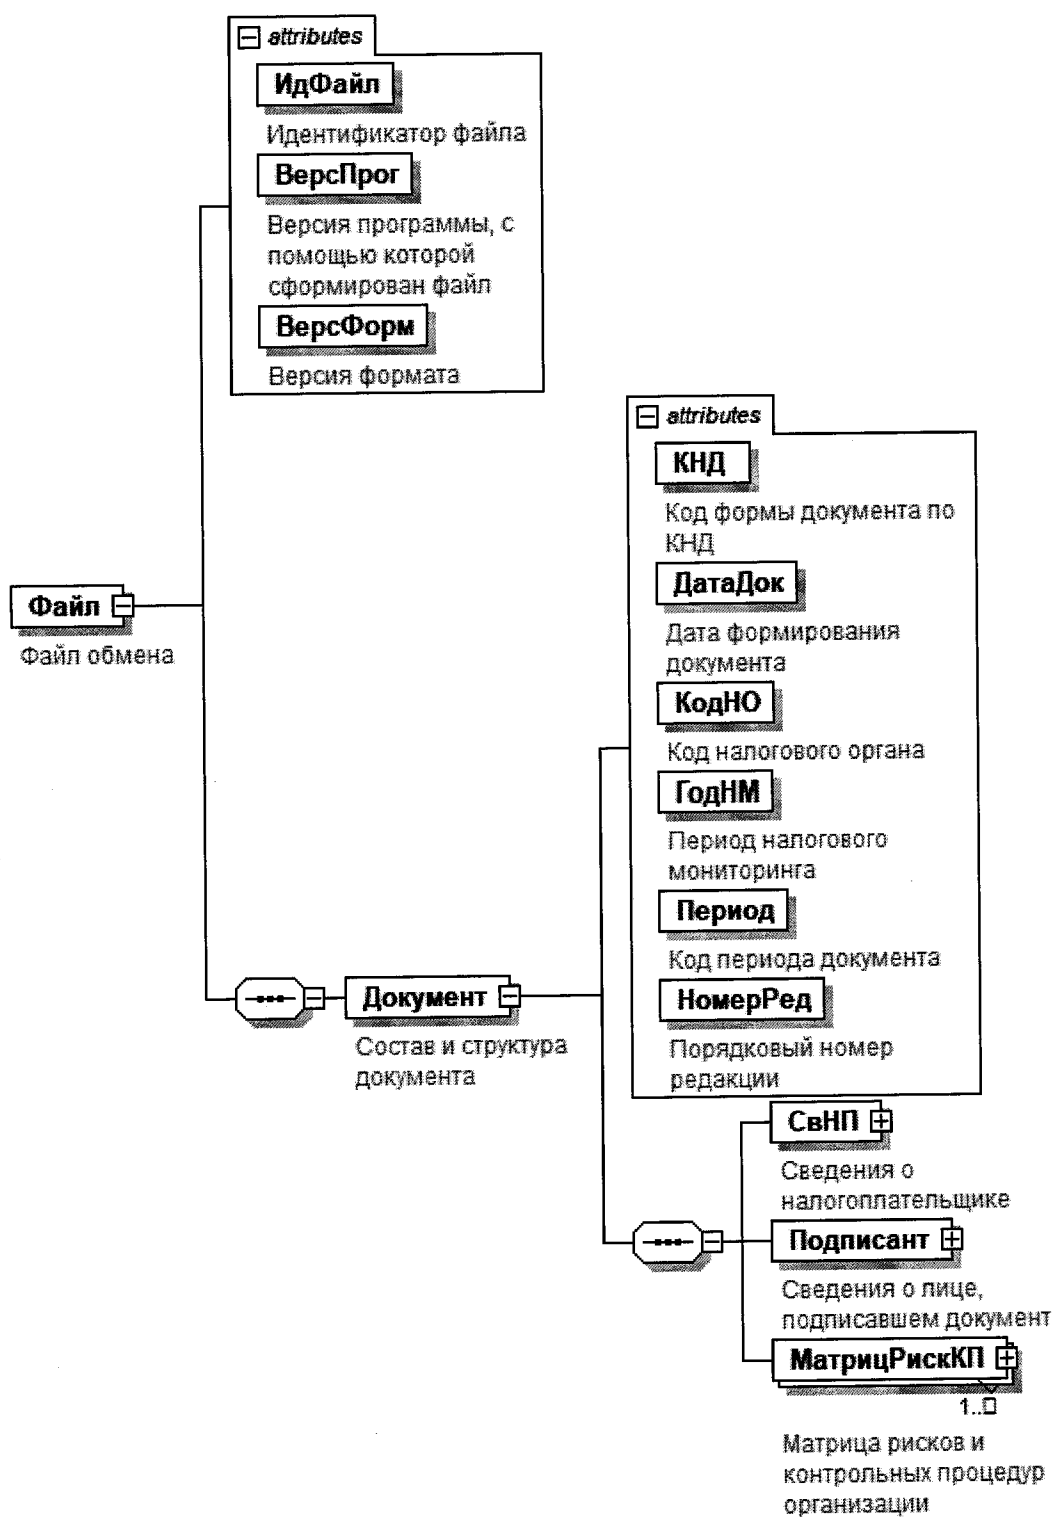 attributes
ИдФайл
Идентификатор файла
ВерсПрог
Версия программы, с
помощью которой
сформирован файл
ВерсФорм
Версия формата
attributes
КНД
Код формы документа по
КНД
ДатаДок
Дата формирования
документа
КодНО
Код налогового органа
ГодНМ
Период налогового
мониторинга
Период
Код периода документа
НомерРед
Порядковый номер
редакции
Файл
Файл обмена
Документ
Состав и структура
документа
СвНП
Сведения о
налогоплательщике
Подписант
Сведения о лице,
подписавшем документ
МатрицРискКП
1..□
Матрица рисков и
контрольных процедур
организации